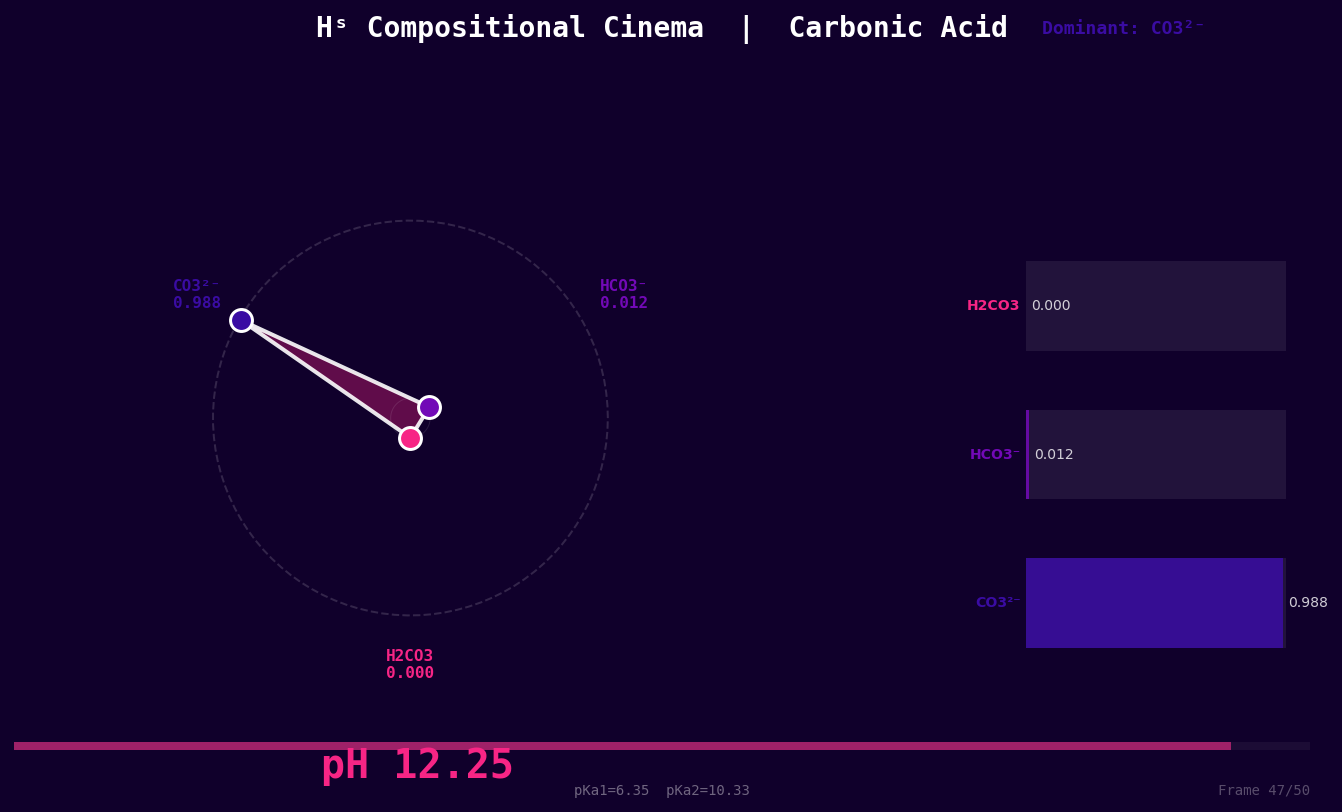 Hˢ Compositional Cinema | Carbonic Acid
Dominant: CO3²⁻
CO3²⁻
0.988
HCO3⁻
0.012
H2CO3
0.000
H2CO3 0.000
HCO3⁻ 0.012
CO3²⁻ 0.988
pH 12.25
pKa1=6.35 pKa2=10.33
Frame 47/50